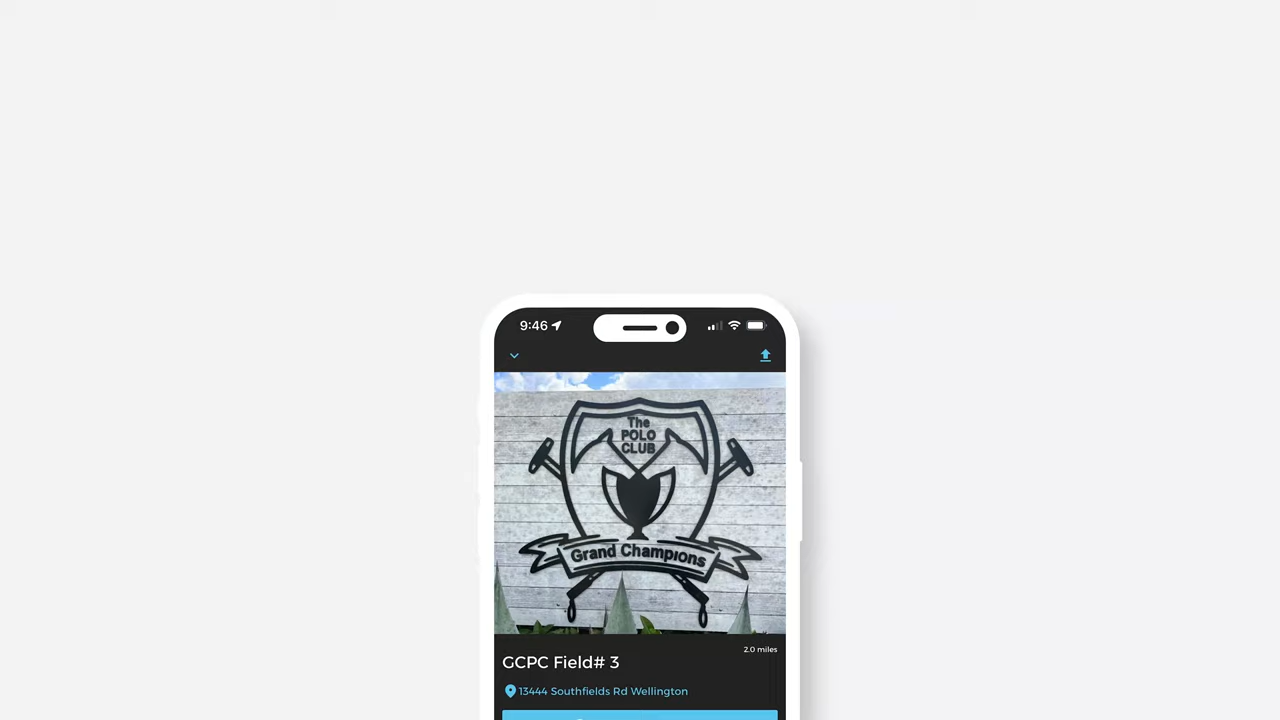 9:46
The
POLO
CLUB
Grand Champions
2.0 miles
GCPC Field# 3
13444 Southfields Rd Wellington